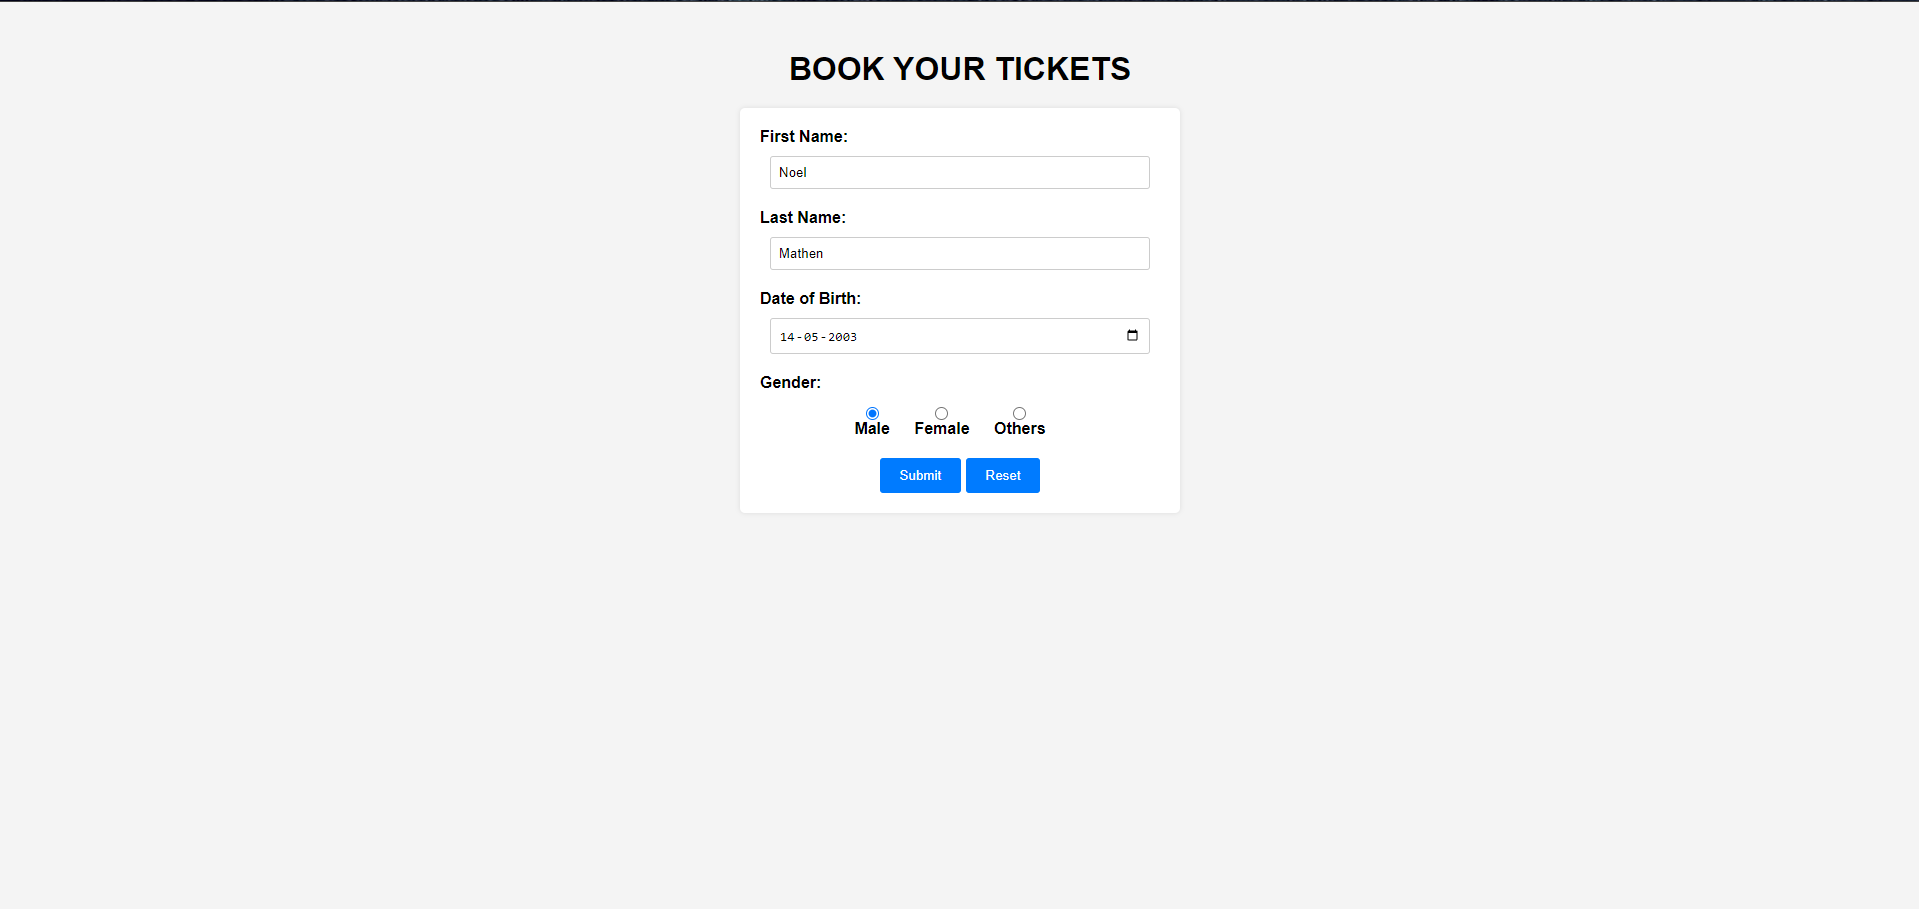 BOOK YOUR TICKETS
First Name:
Noel
Last Name:
Mathen
Date of Birth:
14-05-2003
Gender:
Male Female Others
Submit Reset